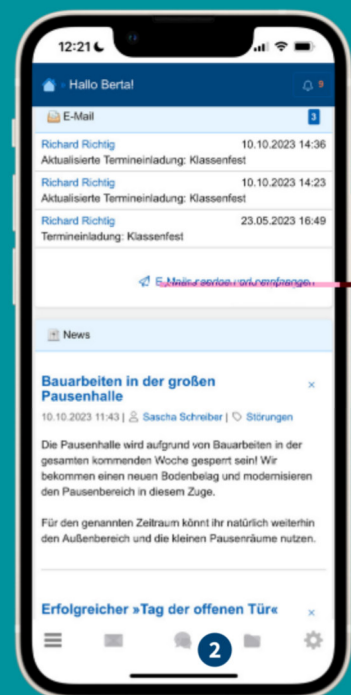 12:21
Hallo Berta!
9
E-Mail
3
Richard Richtig 10.10.2023 14:36
Aktualisierte Termineinladung: Klassenfest
Richard Richtig 10.10.2023 14:23
Aktualisierte Termineinladung: Klassenfest
Richard Richtig 23.05.2023 16:49
Termineinladung: Klassenfest
E-Mails senden und empfangen
News
Bauarbeiten in der großen
Pausenhalle
×
10.10.2023 11:43 | Sascha Schreiber | Störungen
Die Pausenhalle wird aufgrund von Bauarbeiten in der
gesamten kommenden Woche gesperrt sein! Wir
bekommen einen neuen Bodenbelag und modernisieren
den Pausenbereich in diesem Zuge.
Für den genannten Zeitraum könnt ihr natürlich weiterhin
den Außenbereich und die kleinen Pausenräume nutzen.
Erfolgreicher »Tag der offenen Tür«
×
2